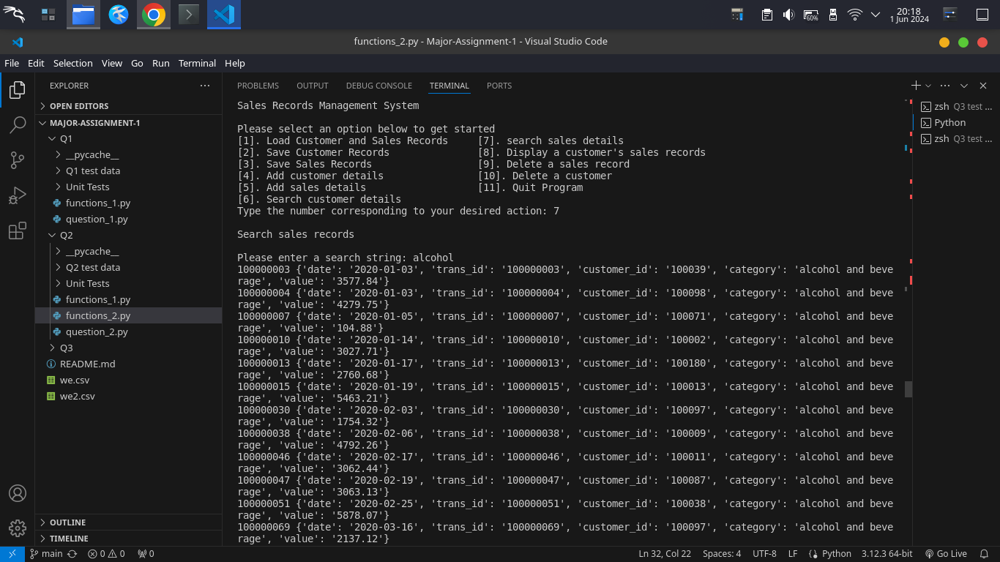 20:18
60%
1 Jun 2024
functions_2.py - Major-Assignment-1 - Visual Studio Code
File Edit Selection View Go Run Terminal Help
EXPLORER
OPEN EDITORS
MAJOR-ASSIGNMENT-1
Q1
__pycache__
Q1 test data
Unit Tests
functions_1.py
question_1.py
Q2
__pycache__
Q2 test data
Unit Tests
functions_1.py
functions_2.py
question_2.py
Q3
README.md
we.csv
we2.csv
OUTLINE
TIMELINE
PROBLEMS OUTPUT DEBUG CONSOLE TERMINAL PORTS
Sales Records Management System
Please select an option below to get started
[1]. Load Customer and Sales Records [7]. search sales details
[2]. Save Customer Records [8]. Display a customer's sales records
[3]. Save Sales Records [9]. Delete a sales record
[4]. Add customer details [10]. Delete a customer
[5]. Add sales details [11]. Quit Program
[6]. Search customer details
Type the number corresponding to your desired action: 7
Search sales records
Please enter a search string: alcohol
100000003 {'date': '2020-01-03', 'trans_id': '100000003', 'customer_id': '100039', 'category': 'alcohol and beve
rage', 'value': '3577.84'}
100000004 {'date': '2020-01-03', 'trans_id': '100000004', 'customer_id': '100098', 'category': 'alcohol and beve
rage', 'value': '4279.75'}
100000007 {'date': '2020-01-05', 'trans_id': '100000007', 'customer_id': '100071', 'category': 'alcohol and beve
rage', 'value': '104.88'}
100000010 {'date': '2020-01-14', 'trans_id': '100000010', 'customer_id': '100002', 'category': 'alcohol and beve
rage', 'value': '3027.71'}
100000013 {'date': '2020-01-17', 'trans_id': '100000013', 'customer_id': '100180', 'category': 'alcohol and beve
rage', 'value': '2760.68'}
100000015 {'date': '2020-01-19', 'trans_id': '100000015', 'customer_id': '100013', 'category': 'alcohol and beve
rage', 'value': '5463.21'}
100000030 {'date': '2020-02-03', 'trans_id': '100000030', 'customer_id': '100097', 'category': 'alcohol and beve
rage', 'value': '1754.32'}
100000038 {'date': '2020-02-06', 'trans_id': '100000038', 'customer_id': '100009', 'category': 'alcohol and beve
rage', 'value': '4792.26'}
100000046 {'date': '2020-02-17', 'trans_id': '100000046', 'customer_id': '100011', 'category': 'alcohol and beve
rage', 'value': '3062.44'}
100000047 {'date': '2020-02-19', 'trans_id': '100000047', 'customer_id': '100087', 'category': 'alcohol and beve
rage', 'value': '3063.13'}
100000051 {'date': '2020-02-25', 'trans_id': '100000051', 'customer_id': '100038', 'category': 'alcohol and beve
rage', 'value': '5878.07'}
100000069 {'date': '2020-03-16', 'trans_id': '100000069', 'customer_id': '100097', 'category': 'alcohol and beve
rage', 'value': '2137.12'}
zsh Q3 test ...
Python
zsh Q3 test ...
main 0 0 0 Ln 32, Col 22 Spaces: 4 UTF-8 LF Python 3.12.3 64-bit Go Live